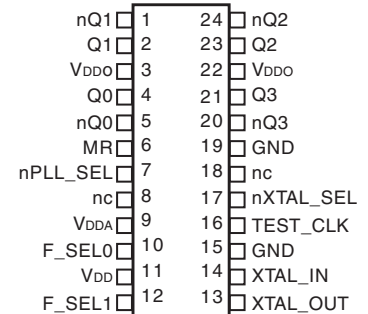 nQ1 1 24 nQ2
Q1 2 23 Q2
VDDO 3 22 VDDO
Q0 4 21 Q3
nQ0 5 20 nQ3
MR 6 19 GND
nPLL_SEL 7 18 nc
nc 8 17 nXTAL_SEL
VDDA 9 16 TEST_CLK
F_SEL0 10 15 GND
VDD 11 14 XTAL_IN
F_SEL1 12 13 XTAL_OUT